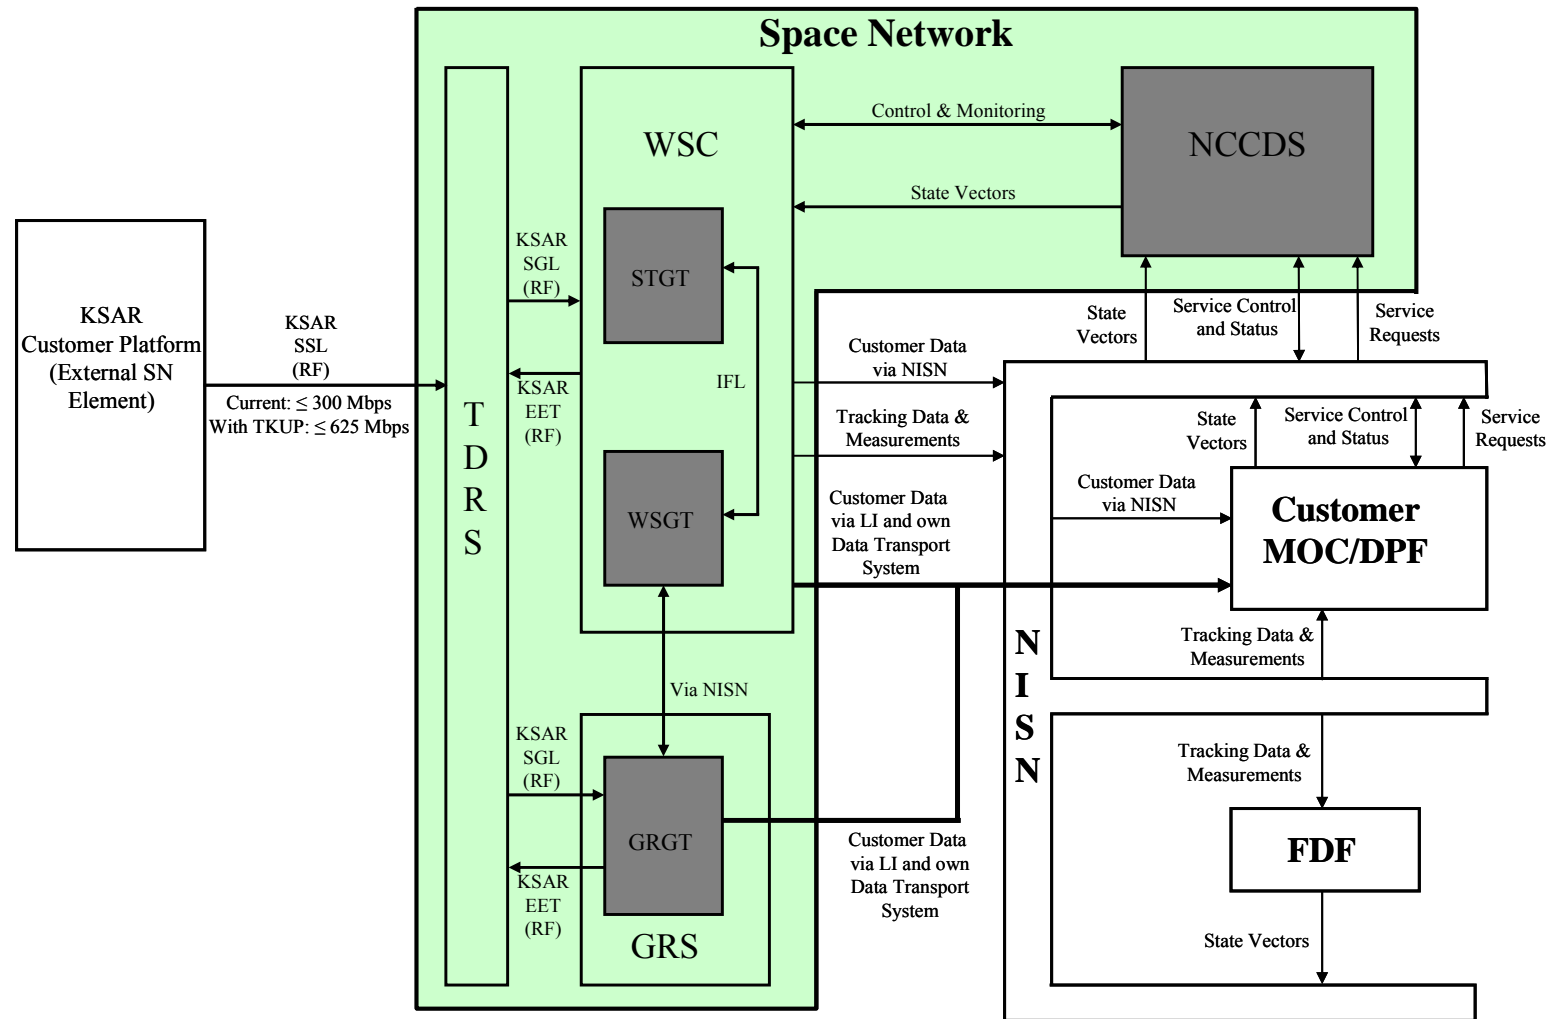 Space Network
WSC
Control & Monitoring
NCCDS
State Vectors
KSAR
Customer Platform
(External SN
Element)
KSAR
SSL
(RF)
Current: ≤ 300 Mbps
With TKUP: ≤ 625 Mbps
T
D
R
S
KSAR
SGL
(RF)
KSAR
EET
(RF)
STGT
IFL
WSGT
Via NISN
KSAR
SGL
(RF)
KSAR
EET
(RF)
GRGT
GRS
State
Vectors
Service Control
and Status
Service
Requests
Customer Data
via NISN
Tracking Data &
Measurements
Customer Data
via LI and own
Data Transport
System
Customer Data
via LI and own
Data Transport
System
N
I
S
N
State
Vectors
Service Control
and Status
Service
Requests
Customer Data
via NISN
Customer
MOC/DPF
Tracking Data &
Measurements
Tracking Data &
Measurements
FDF
State Vectors